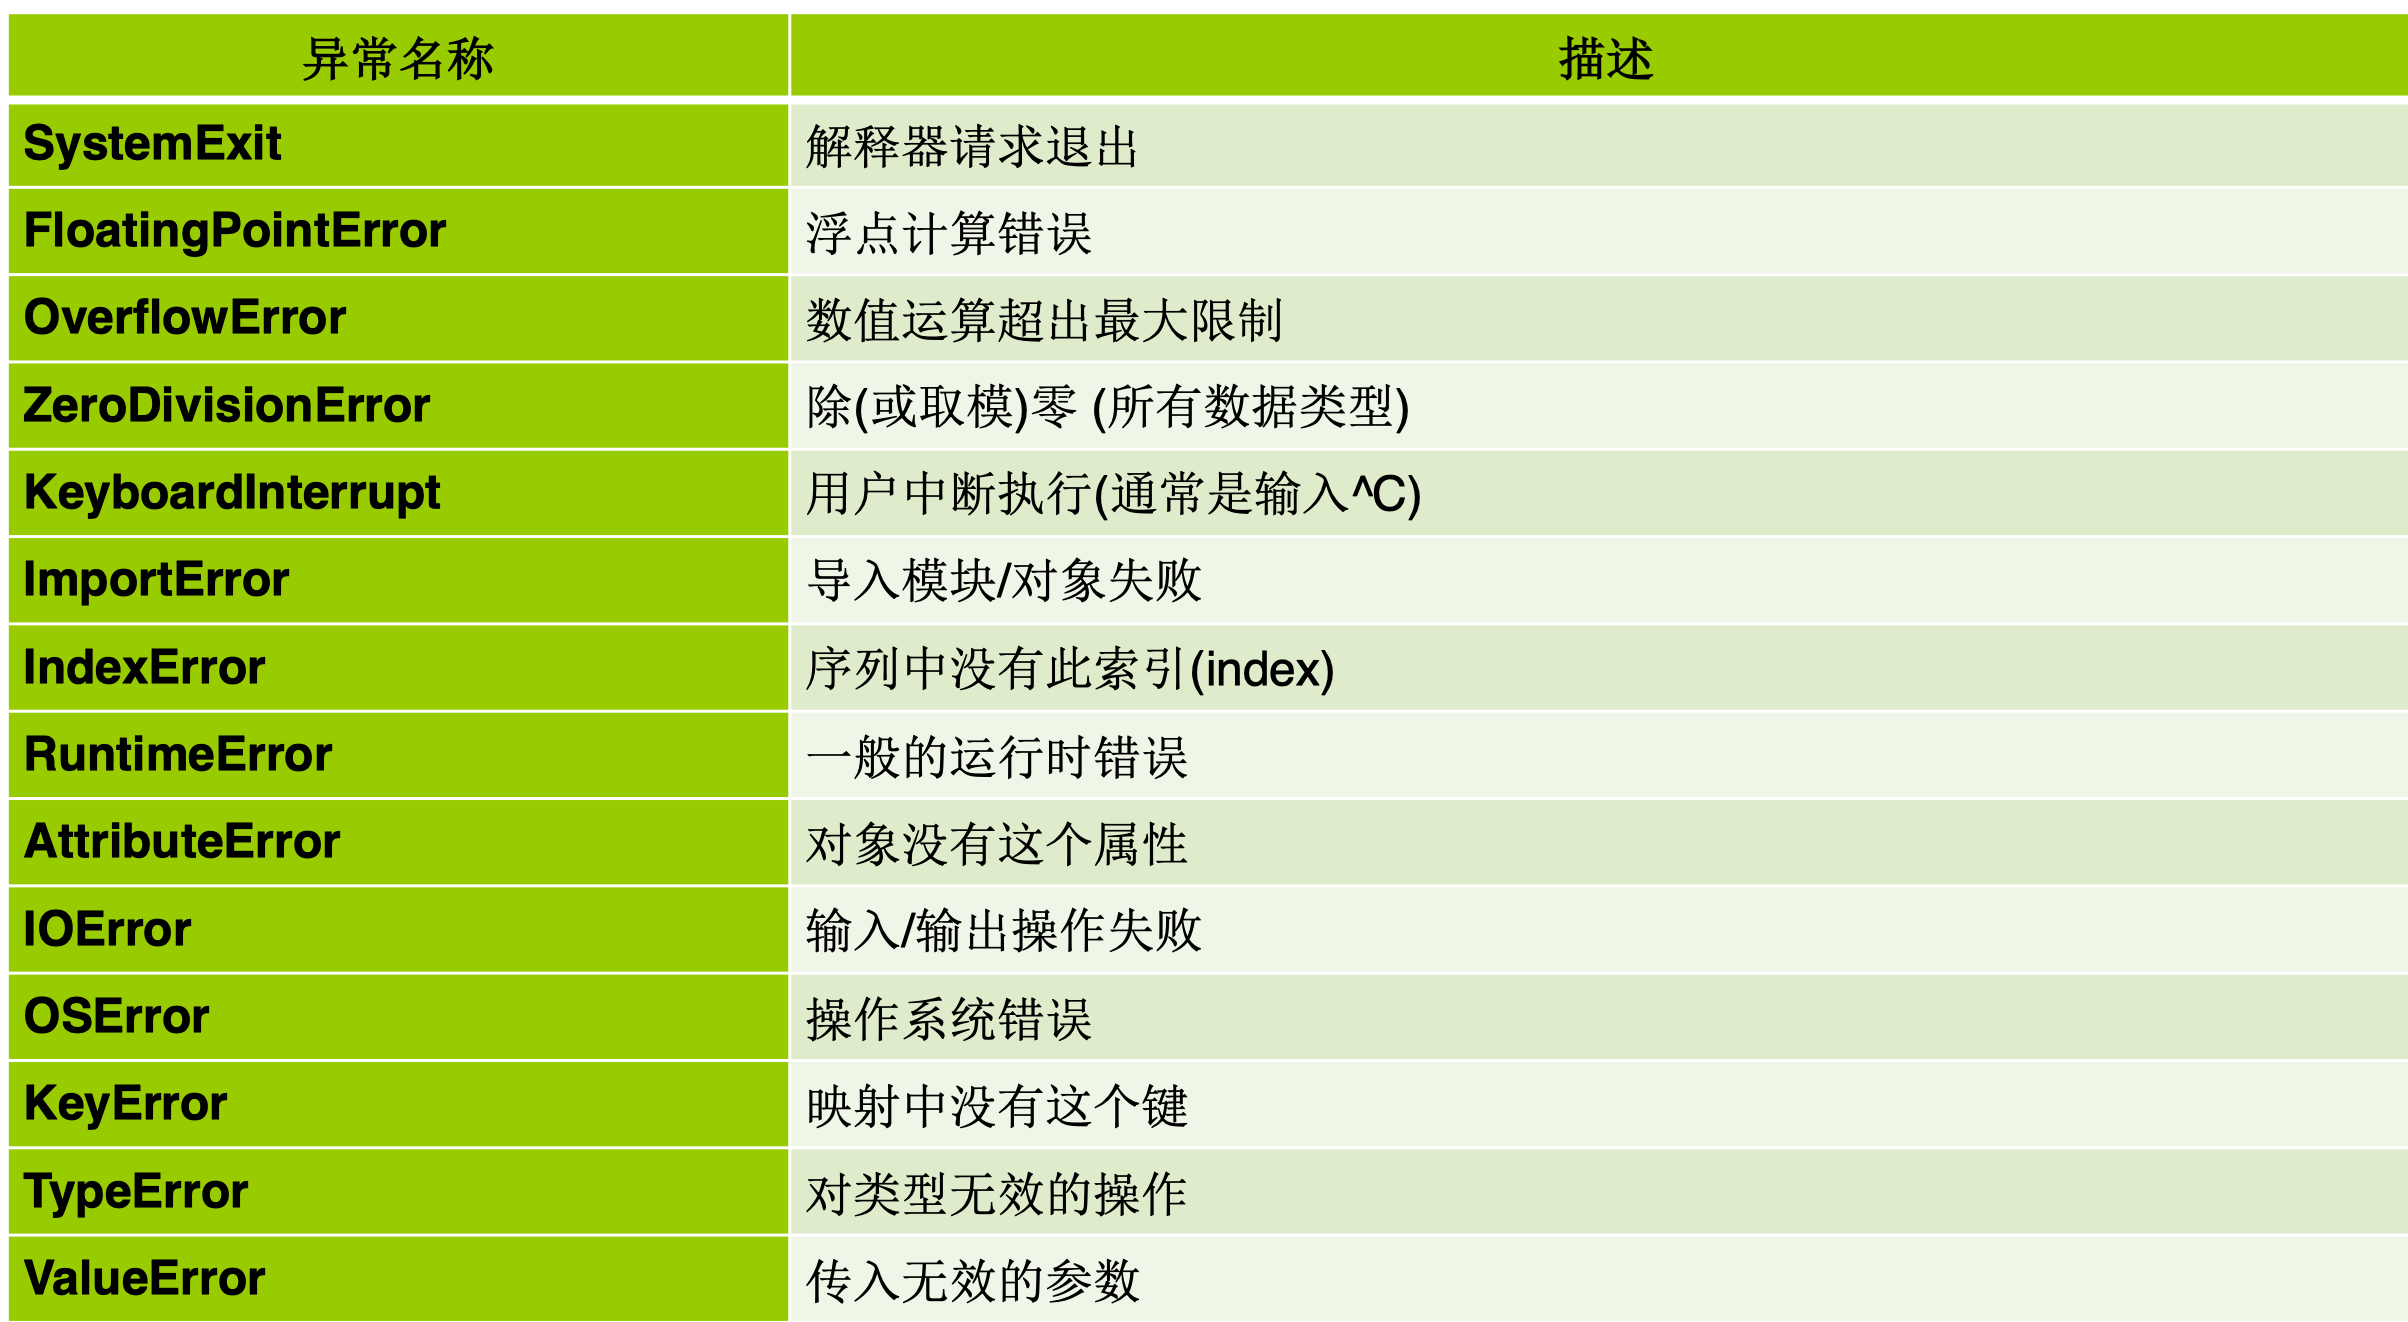 异常名称 描述
SystemExit 解释器请求退出
FloatingPointError 浮点计算错误
OverflowError 数值运算超出最大限制
ZeroDivisionError 除(或取模)零 (所有数据类型)
KeyboardInterrupt 用户中断执行(通常是输入^C)
ImportError 导入模块/对象失败
IndexError 序列中没有此索引(index)
RuntimeError 一般的运行时错误
AttributeError 对象没有这个属性
IOError 输入/输出操作失败
OSError 操作系统错误
KeyError 映射中没有这个键
TypeError 对类型无效的操作
ValueError 传入无效的参数